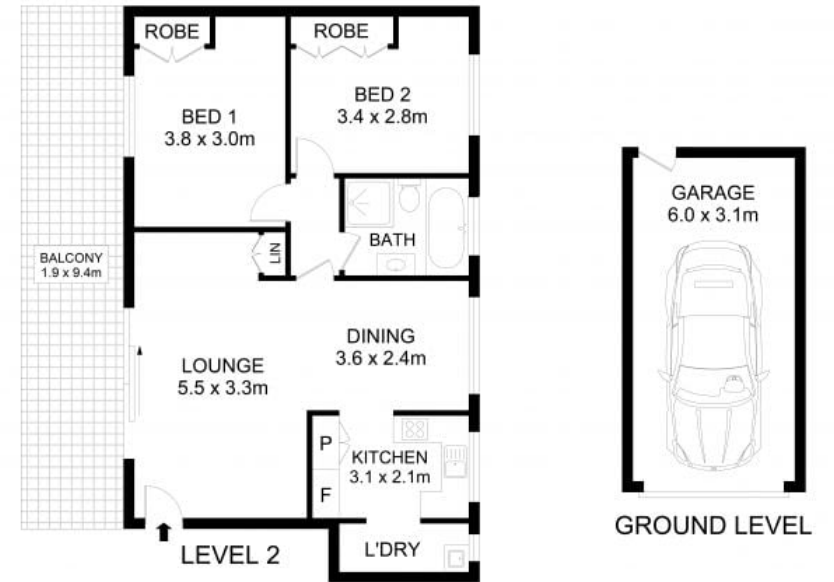 ROBE
ROBE
BED 1
3.8 x 3.0m
BED 2
3.4 x 2.8m
BATH
LIN
BALCONY
1.9 x 9.4m
LOUNGE
5.5 x 3.3m
DINING
3.6 x 2.4m
P
KITCHEN
3.1 x 2.1m
F
L'DRY
LEVEL 2
GARAGE
6.0 x 3.1m
GROUND LEVEL